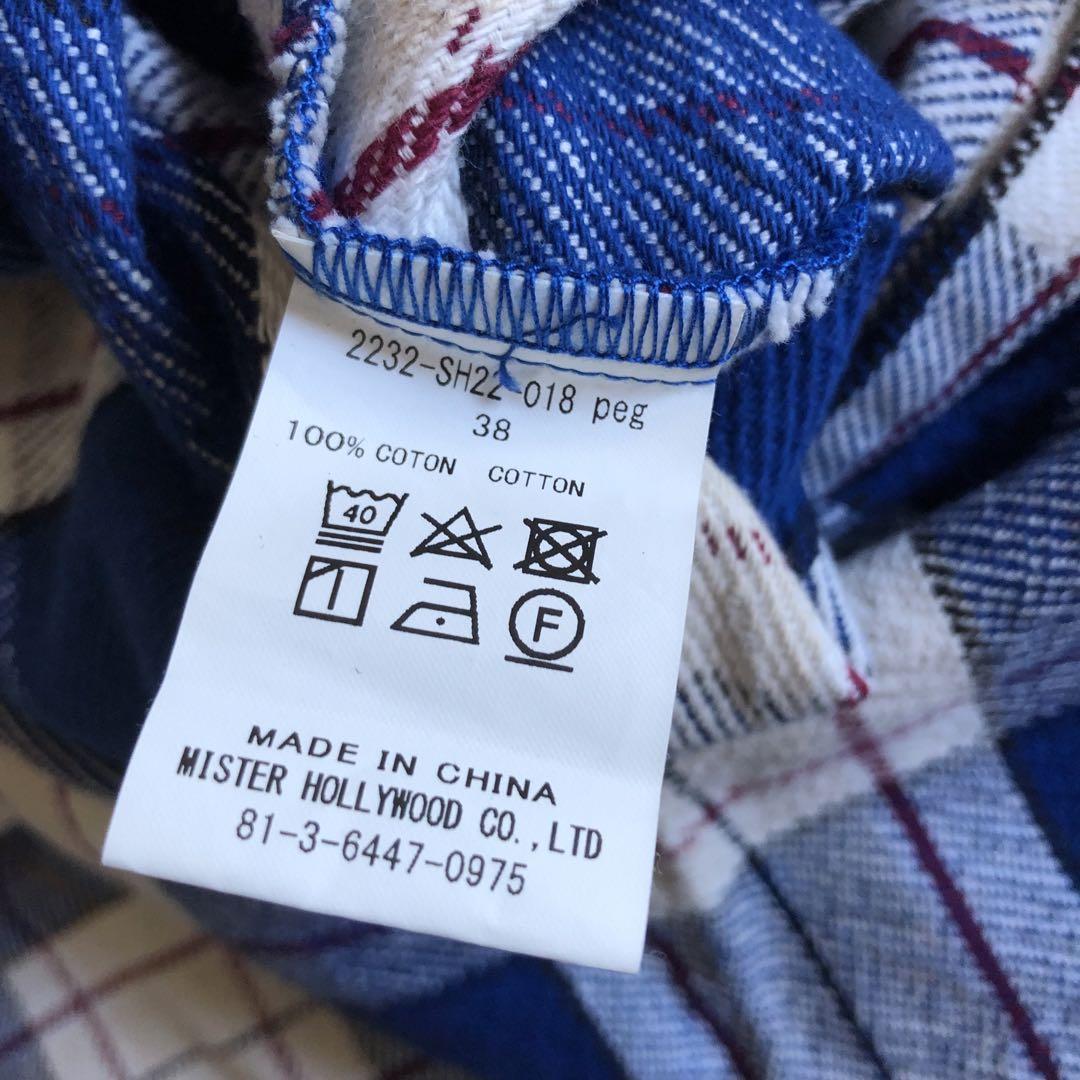 2232-SH22-018 peg
38
100% COTON COTTON
40
F
MADE IN CHINA
MISTER HOLLYWOOD CO.,LTD
81-3-6447-0975